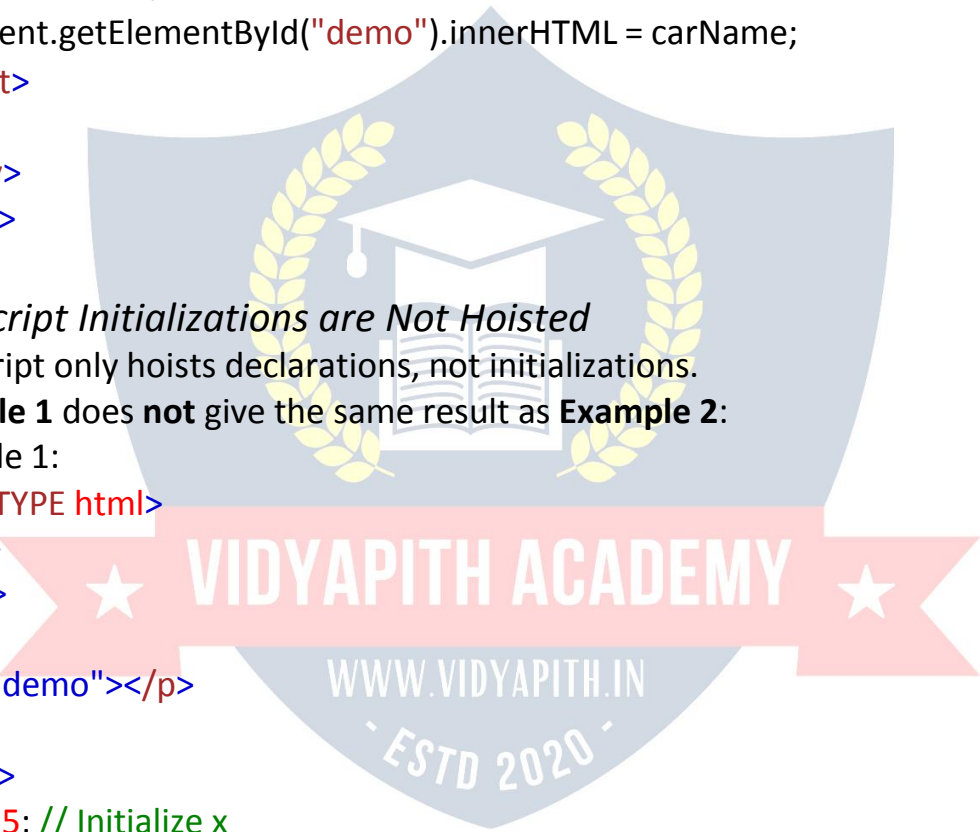 ent.getElementById("demo").innerHTML = carName;
t>
>
>
cript Initializations are Not Hoisted
ript only hoists declarations, not initializations.
le 1 does not give the same result as Example 2:
le 1:
TYPE html>
>
VIDYAPITH ACADEMY
demo"></p>
WWW.VIDYAPITH.IN
- ESTD 2020 -
>
5; // Initialize x